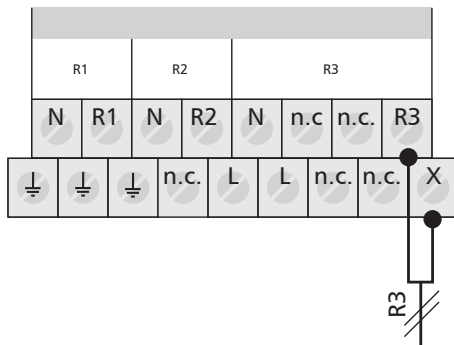 R1 R2 R3
N R1 N R2 N n.c n.c. R3
n.c. L L n.c. n.c. X
R3